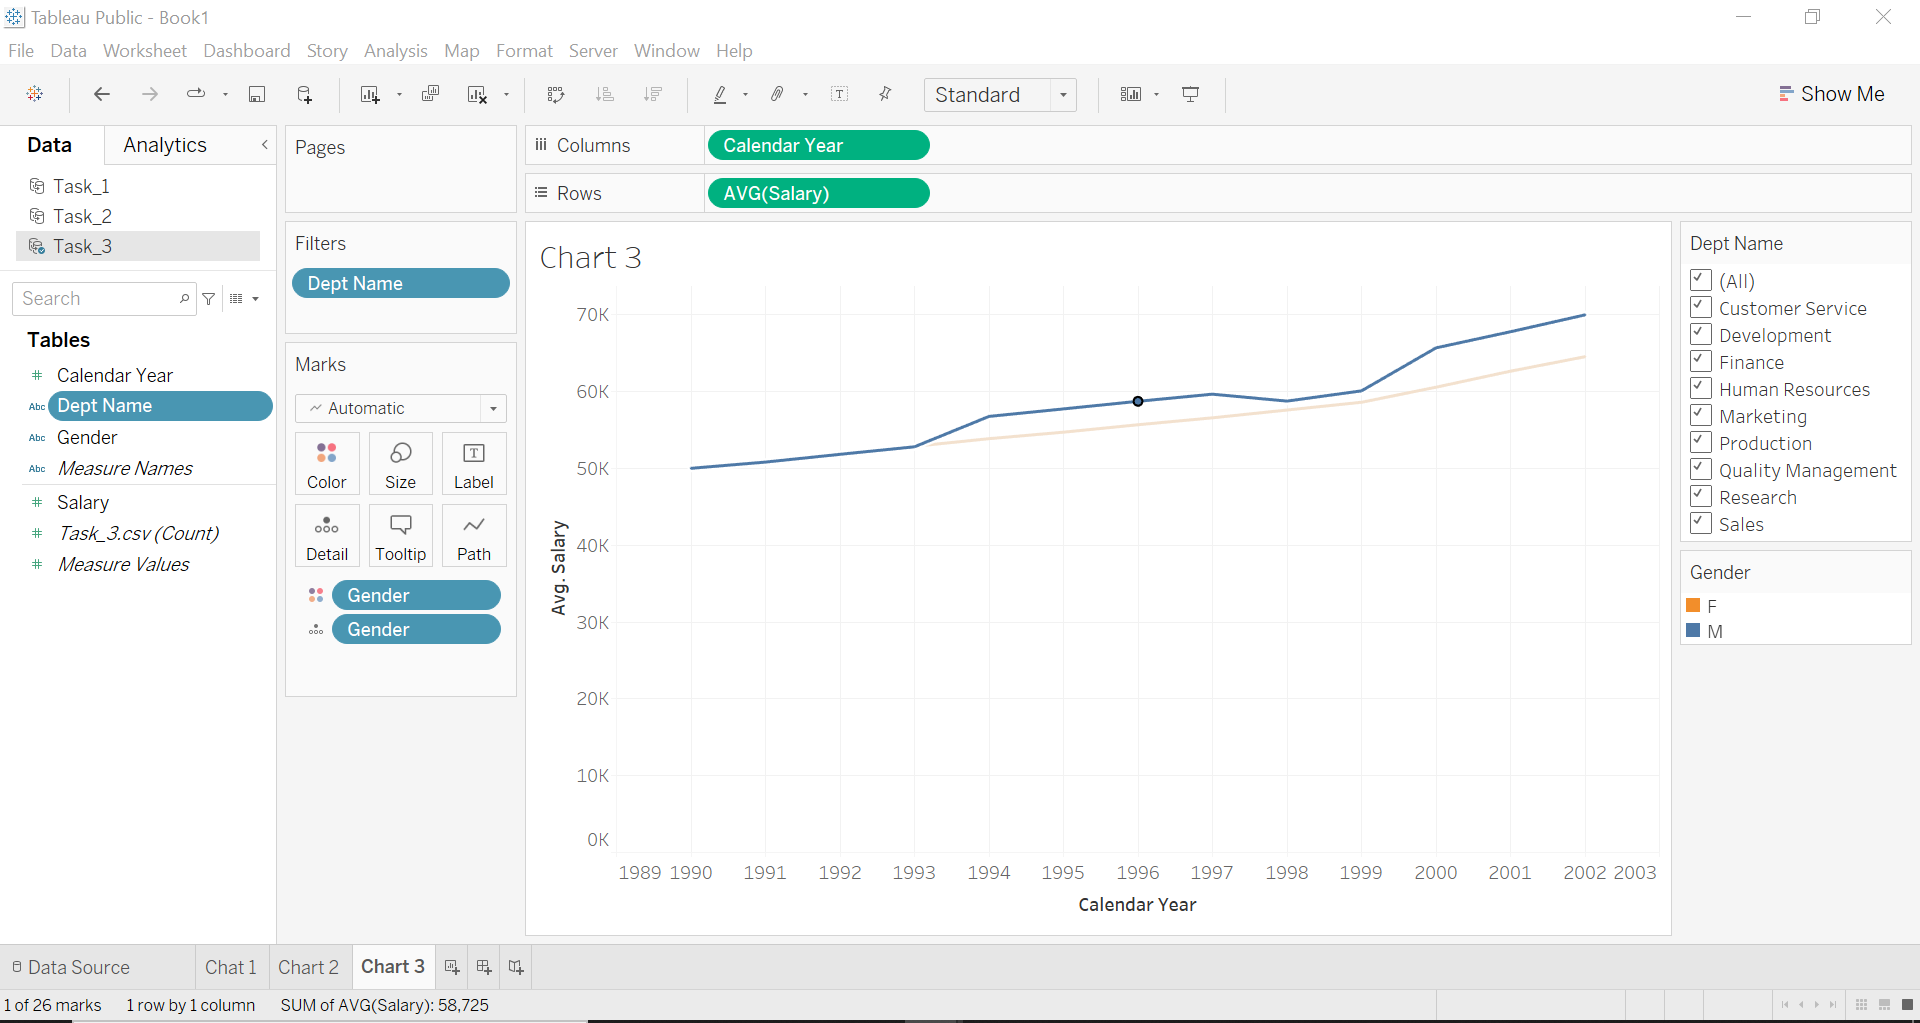 Tableau Public - Book1
File Data Worksheet Dashboard Story Analysis Map Format Server Window Help
Standard
Show Me
Data Analytics
Task_1
Task_2
Task_3
Search
Tables
Calendar Year
Abc Dept Name
Abc Gender
Abc Measure Names
Salary
Task_3.csv (Count)
Measure Values
Pages
Filters
Dept Name
Marks
Automatic
Color Size Label
Detail Tooltip Path
Gender
Gender
Columns Calendar Year
Rows AVG(Salary)
Chart 3
70K
60K
50K
40K
30K
20K
10K
0K
Avg. Salary
1989 1990 1991 1992 1993 1994 1995 1996 1997 1998 1999 2000 2001 2002 2003
Calendar Year
Dept Name
(All)
Customer Service
Development
Finance
Human Resources
Marketing
Production
Quality Management
Research
Sales
Gender
F
M
Data Source Chat 1 Chart 2 Chart 3
1 of 26 marks 1 row by 1 column SUM of AVG(Salary): 58,725